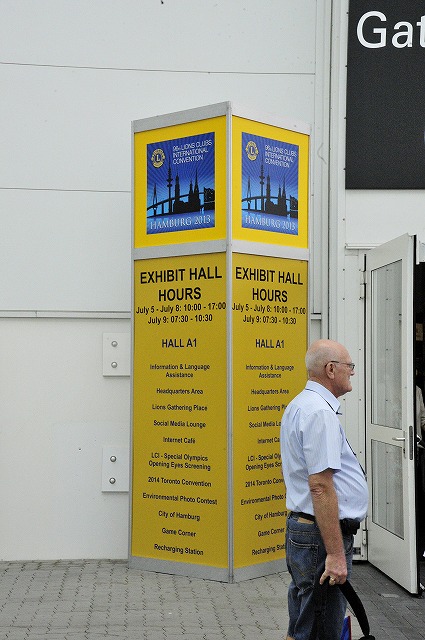 Gat
96th LIONS CLUBS
INTERNATIONAL
CONVENTION
HAMBURG 2013
EXHIBIT HALL
HOURS
July 5 - July 8: 10:00 - 17:00
July 9: 07:30 - 10:30
HALL A1
Information & Language
Assistance
Headquarters Area
Lions Gathering Place
Social Media Lounge
Internet Café
LCI - Special Olympics
Opening Eyes Screening
2014 Toronto Convention
Environmental Photo Contest
City of Hamburg
Game Corner
Recharging Station
96th LIONS CLUBS
INTERNATIONAL
CONVENTION
HAMBURG 2013
EXHIBIT HALL
HOURS
July 5 - July 8: 10:00 - 17:00
July 9: 07:30 - 10:30
HALL A1
Information & Language
Assistance
Headquarters Area
Lions Gathering Place
Social Media Lounge
Internet Ca
LCI - Special
Opening Eyes
2014 Toronto
Environmental Photo
City of Hamburg
Game Corner
Recharging Station